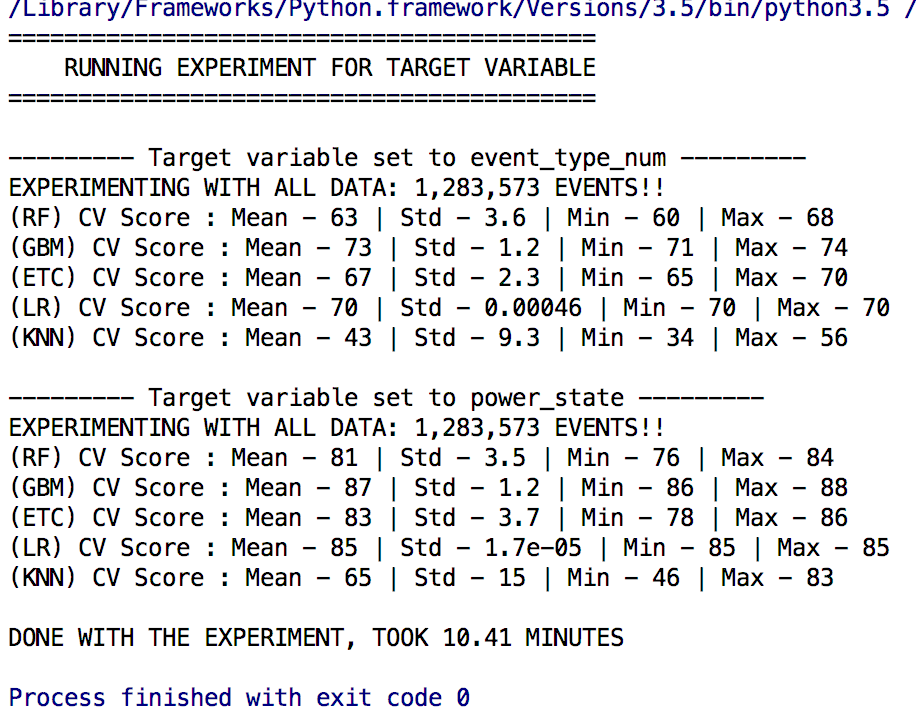 /Library/Frameworks/Python.framework/Versions/3.5/bin/python3.5 /
==========================================
    RUNNING EXPERIMENT FOR TARGET VARIABLE
==========================================

--------- Target variable set to event_type_num ---------
EXPERIMENTING WITH ALL DATA: 1,283,573 EVENTS!!
(RF) CV Score : Mean - 63 | Std - 3.6 | Min - 60 | Max - 68
(GBM) CV Score : Mean - 73 | Std - 1.2 | Min - 71 | Max - 74
(ETC) CV Score : Mean - 67 | Std - 2.3 | Min - 65 | Max - 70
(LR) CV Score : Mean - 70 | Std - 0.00046 | Min - 70 | Max - 70
(KNN) CV Score : Mean - 43 | Std - 9.3 | Min - 34 | Max - 56

--------- Target variable set to power_state ---------
EXPERIMENTING WITH ALL DATA: 1,283,573 EVENTS!!
(RF) CV Score : Mean - 81 | Std - 3.5 | Min - 76 | Max - 84
(GBM) CV Score : Mean - 87 | Std - 1.2 | Min - 86 | Max - 88
(ETC) CV Score : Mean - 83 | Std - 3.7 | Min - 78 | Max - 86
(LR) CV Score : Mean - 85 | Std - 1.7e-05 | Min - 85 | Max - 85
(KNN) CV Score : Mean - 65 | Std - 15 | Min - 46 | Max - 83

DONE WITH THE EXPERIMENT, TOOK 10.41 MINUTES

Process finished with exit code 0